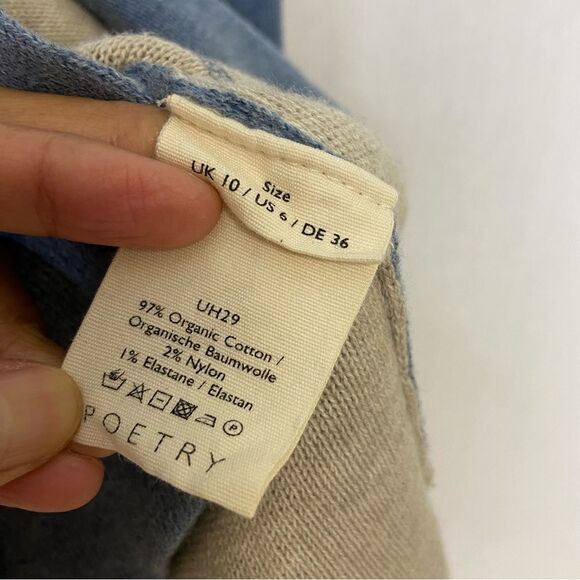 Size
UK 10 / US 6 / DE 36
UH29
97% Organic Cotton /
Organische Baumwolle
2% Nylon
1% Elastane / Elastan
P
POETRY